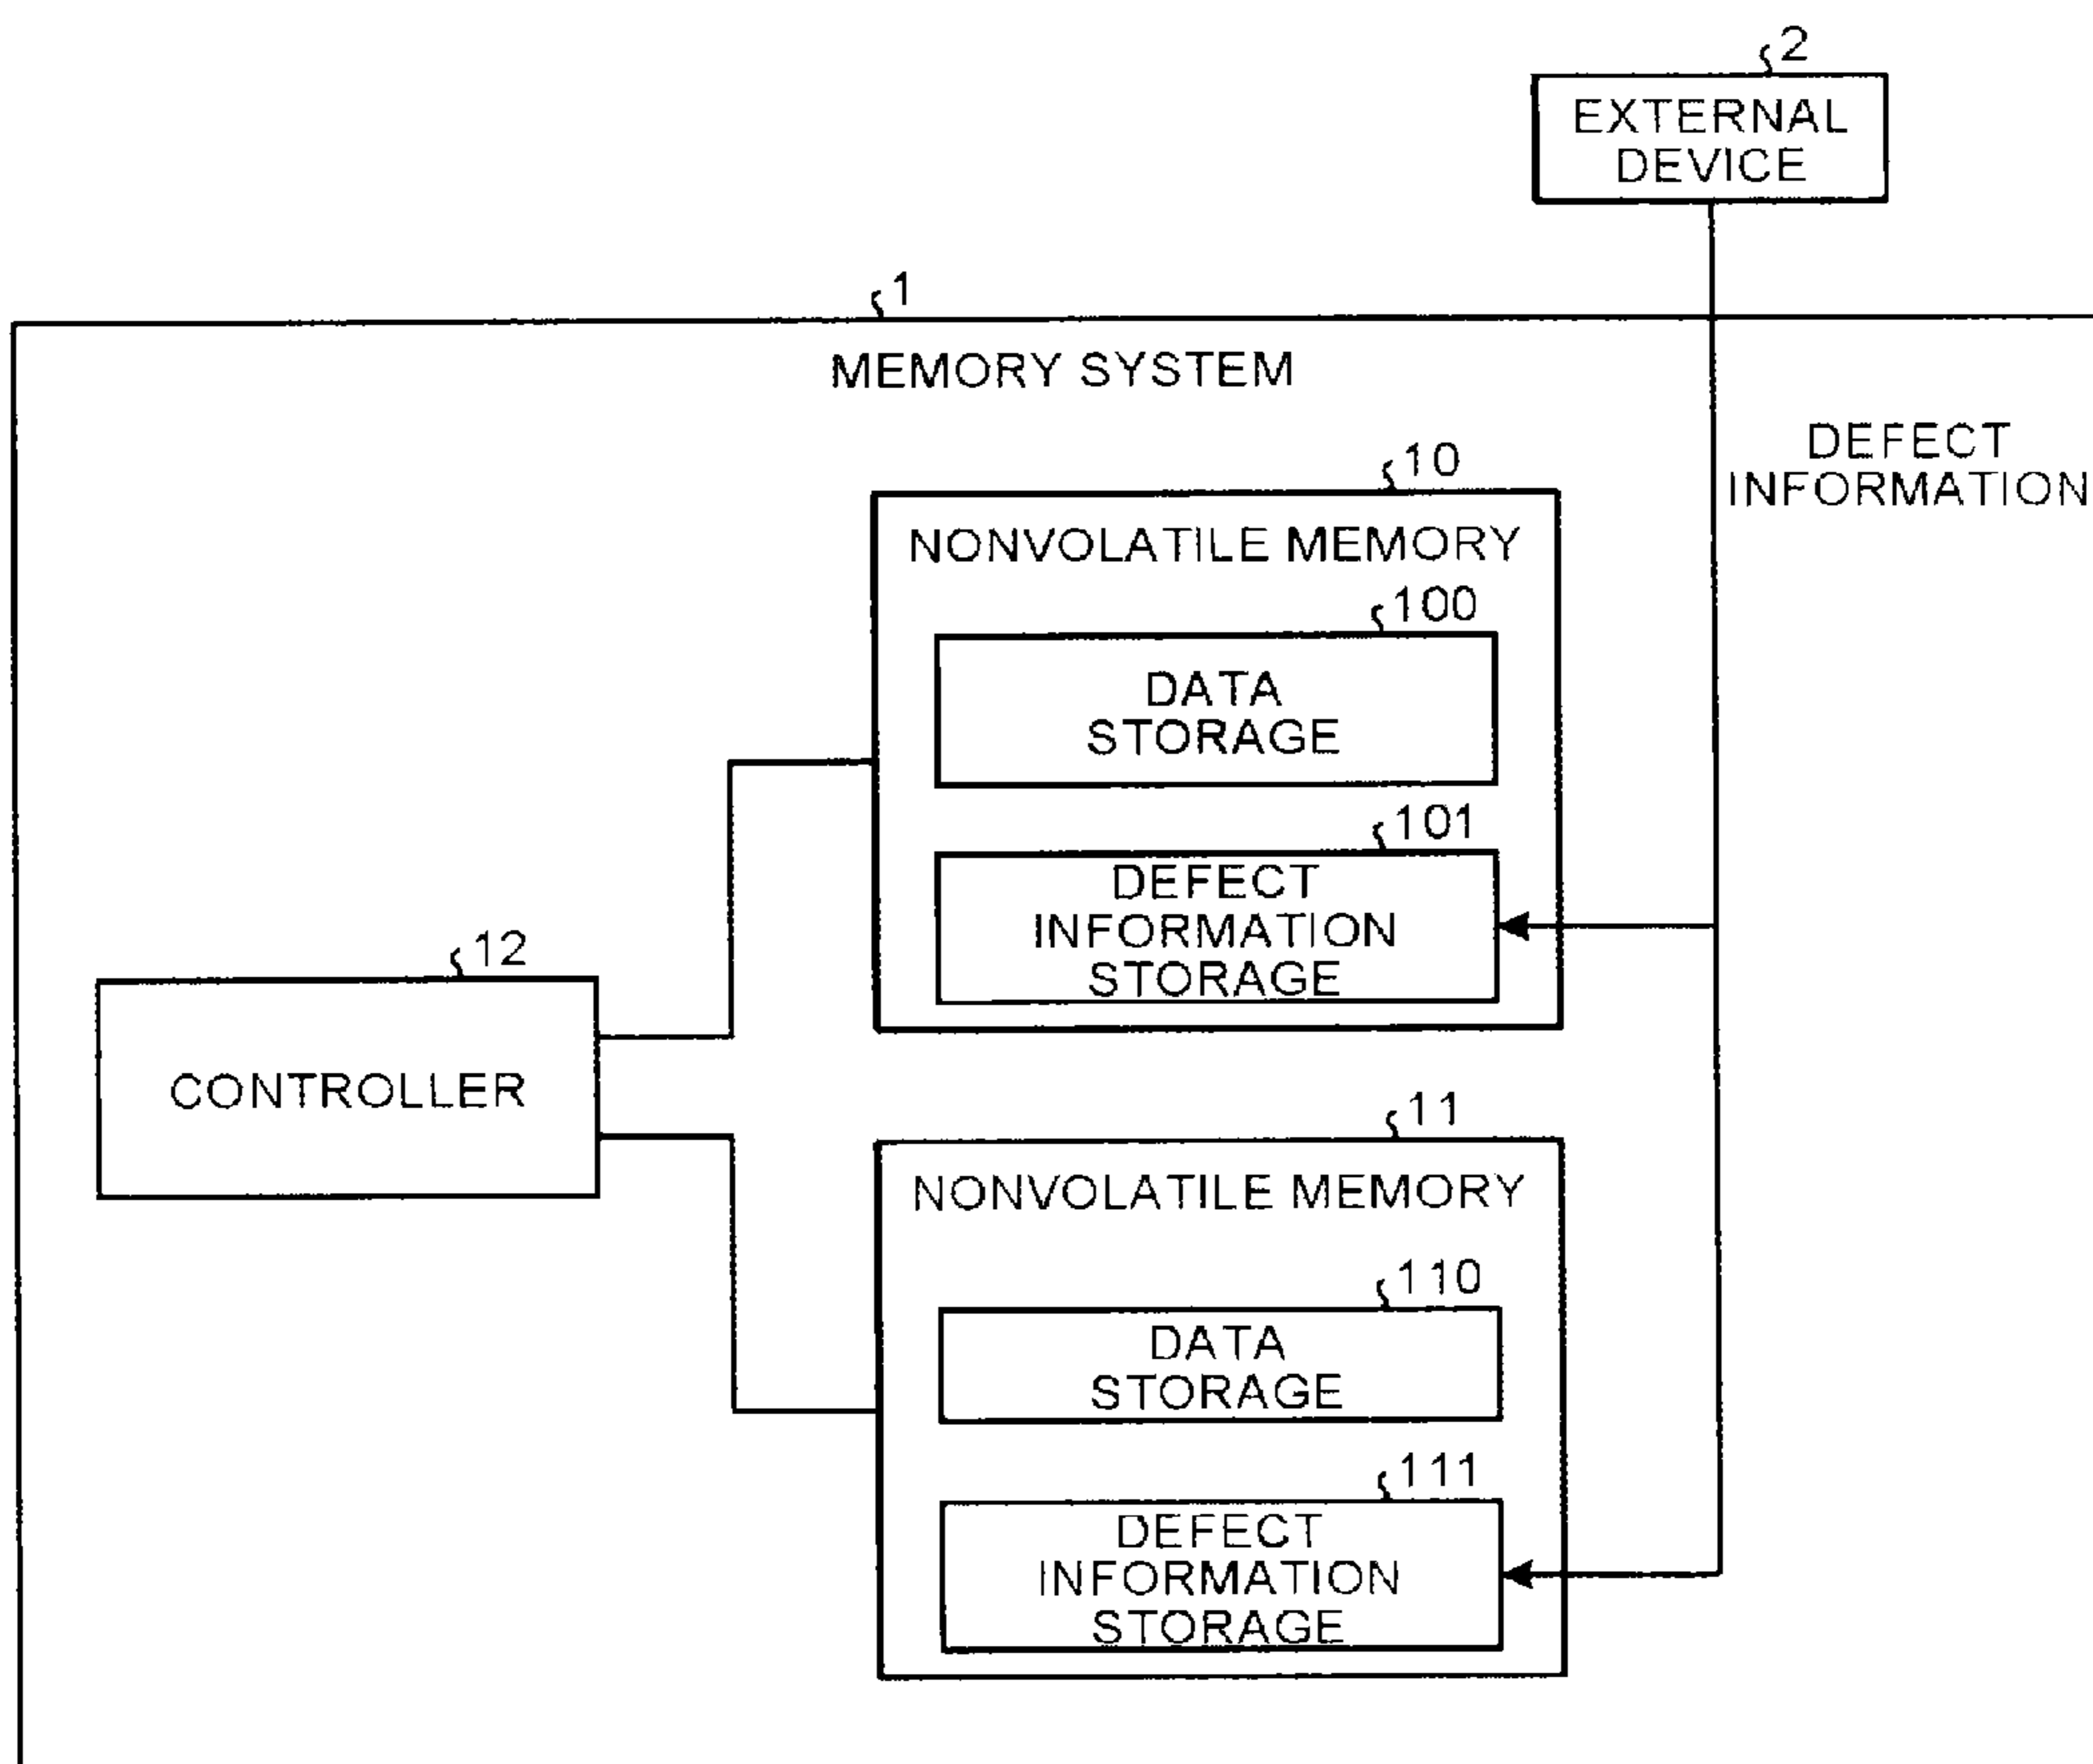 2
EXTERNAL
DEVICE
1
MEMORY SYSTEM
DEFECT
INFORMATION
10
NONVOLATILE MEMORY
100
DATA
STORAGE
101
DEFECT
INFORMATION
STORAGE
12
CONTROLLER
11
NONVOLATILE MEMORY
110
DATA
STORAGE
111
DEFECT
INFORMATION
STORAGE